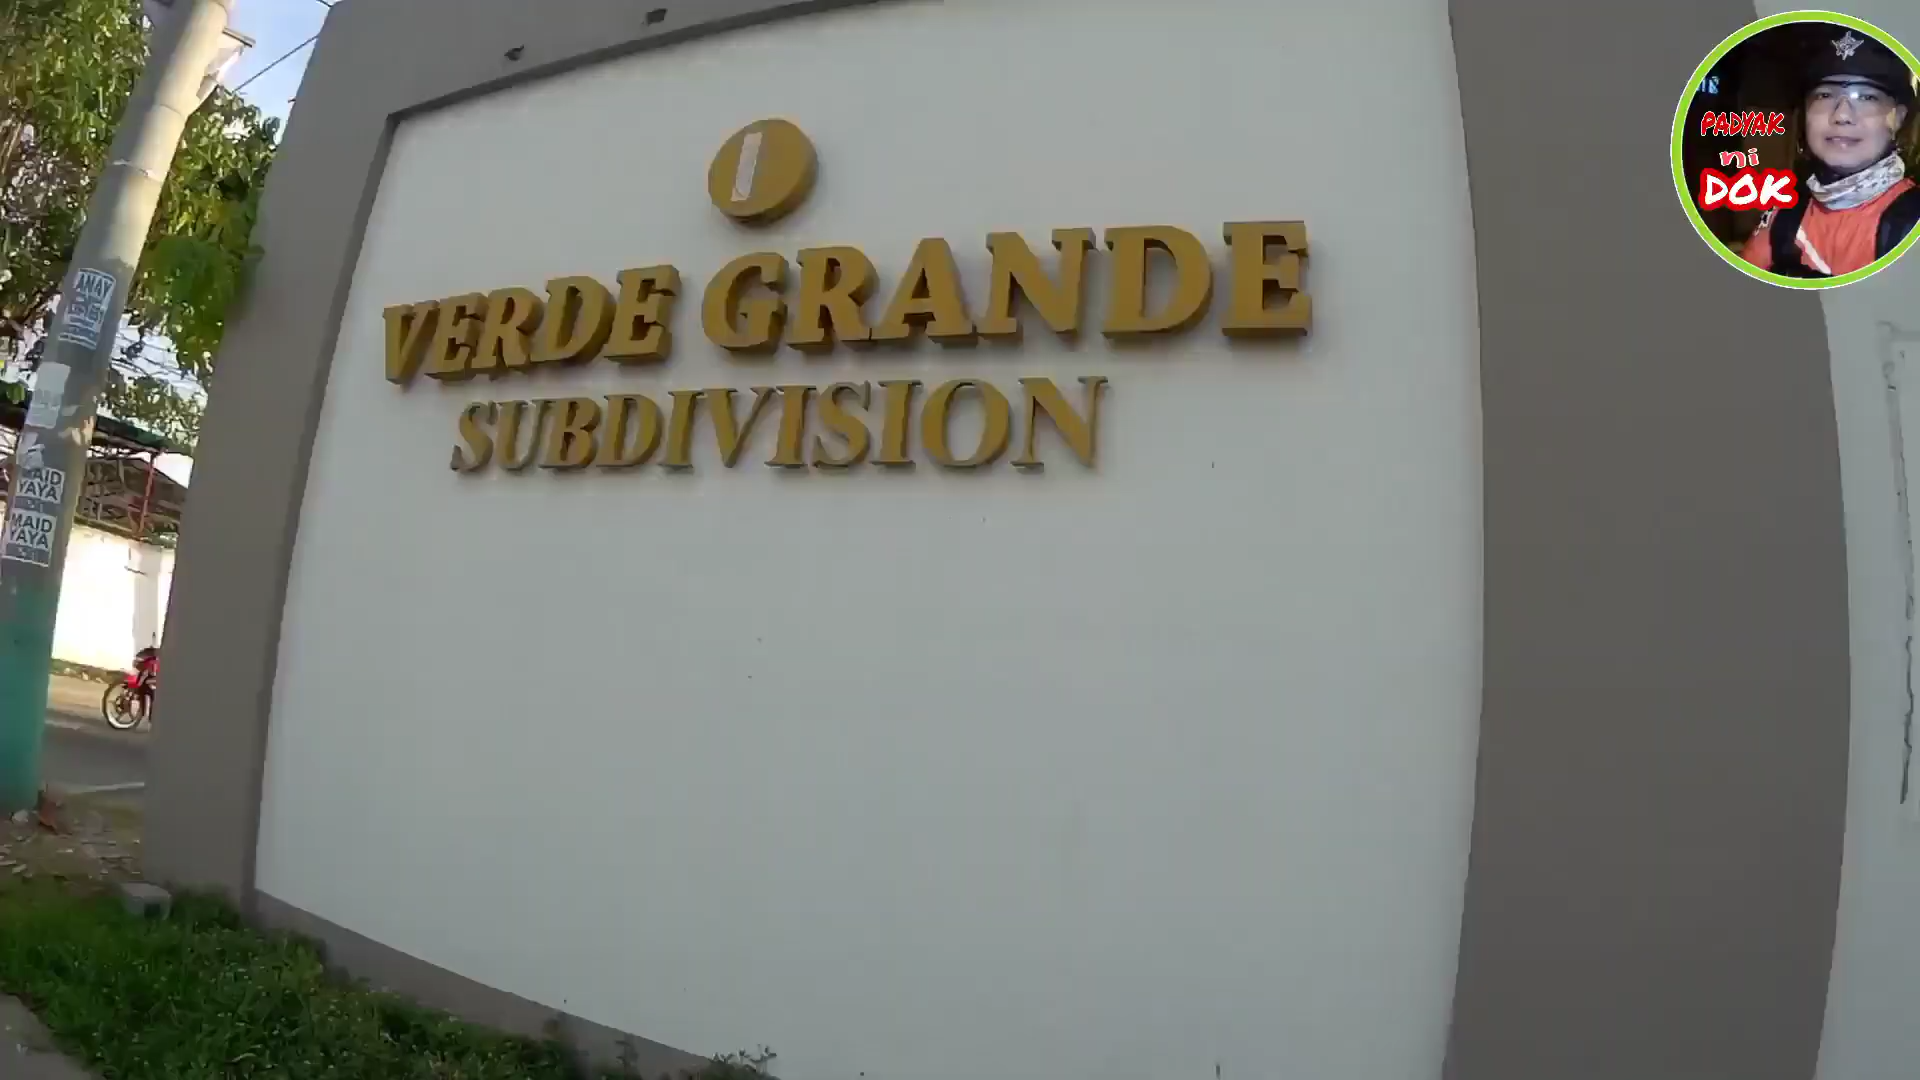 VERDE GRANDE
SUBDIVISION
PADYAK
ni
DOK
ANAY
MAID
YAYA
MAID
YAYA